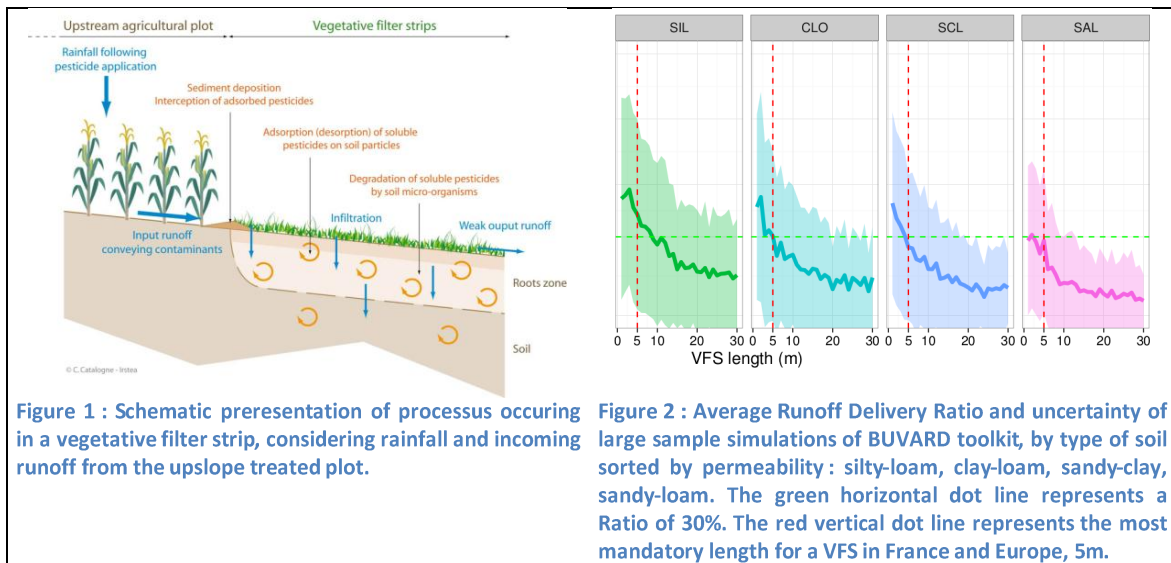 Upstream agricultural plot
Vegetative filter strips
Rainfall following
pesticide application
Sediment deposition
Interception of adsorbed pesticides
Adsorption (desorption) of soluble
pesticides on soil particles
Degradation of soluble pesticides
by soil micro-organisms
Infiltration
Weak ouput runoff
Input runoff
conveying contaminants
Roots zone
Soil
© C.Catalogne - Irstea
Figure 1 : Schematic preresentation of processus occuring
in a vegetative filter strip, considering rainfall and incoming
runoff from the upslope treated plot.
SIL CLO SCL SAL
0 5 10 20 30 0 5 10 20 30 0 5 10 20 30 0 5 10 20 30
VFS length (m)
Figure 2 : Average Runoff Delivery Ratio and uncertainty of
large sample simulations of BUVARD toolkit, by type of soil
sorted by permeability : silty-loam, clay-loam, sandy-clay,
sandy-loam. The green horizontal dot line represents a
Ratio of 30%. The red vertical dot line represents the most
mandatory length for a VFS in France and Europe, 5m.